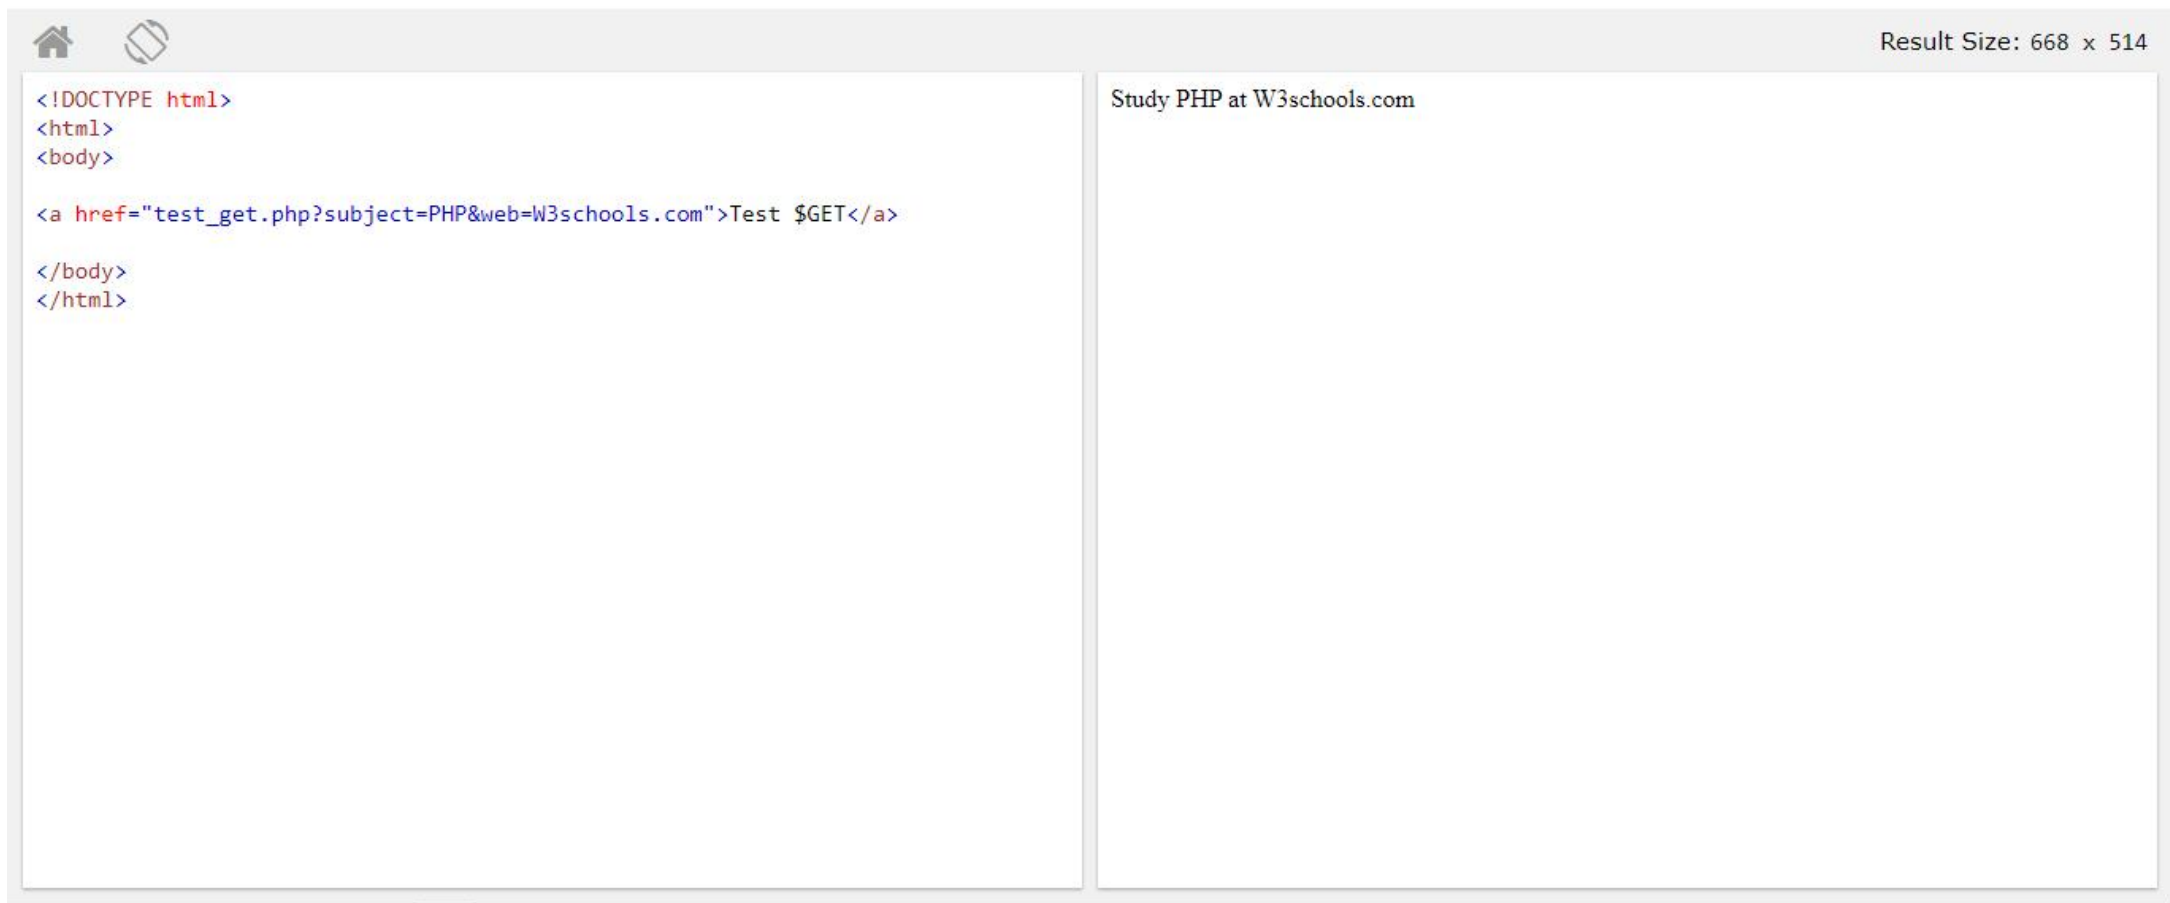 Result Size: 668 x 514
<!DOCTYPE html>
<html>
<body>
<a href="test_get.php?subject=PHP&web=W3schools.com">Test $GET</a>
</body>
</html>
Study PHP at W3schools.com